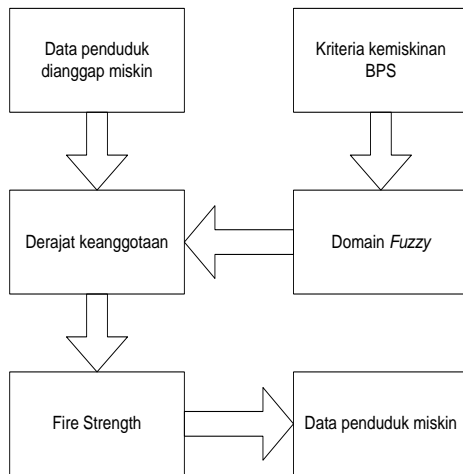 Data penduduk
dianggap miskin
Kriteria kemiskinan
BPS
Derajat keanggotaan
Domain Fuzzy
Fire Strength
Data penduduk miskin